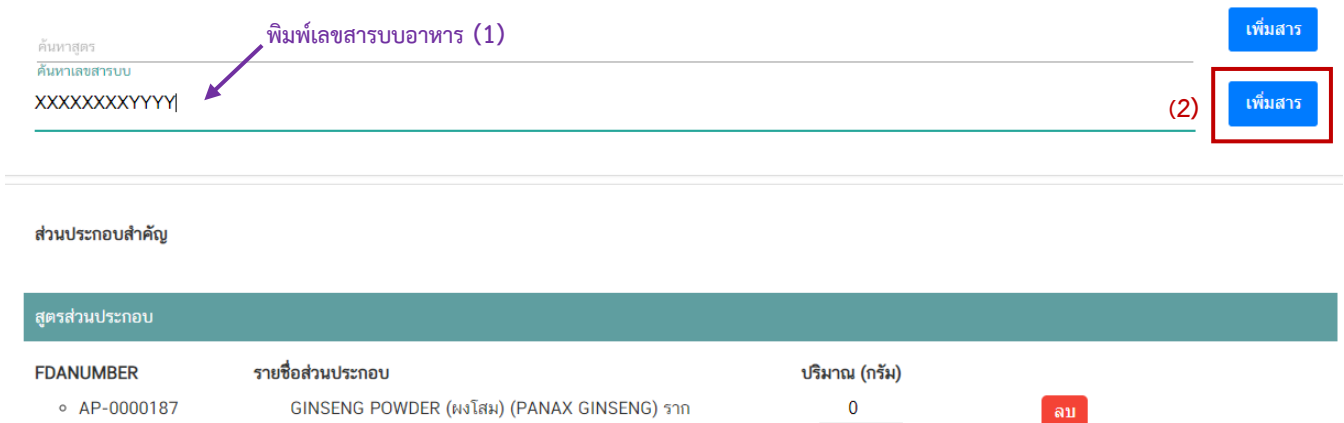 พิมพ์เลขสารบบอาหาร (1)
เพิ่มสาร
ค้นหาสูตร
ค้นหาเลขสารบบ
XXXXXXXXYYYY
(2)
เพิ่มสาร
ส่วนประกอบสำคัญ
สูตรส่วนประกอบ
FDANUMBER รายชื่อส่วนประกอบ ปริมาณ (กรัม)
AP-0000187 GINSENG POWDER (ผงโสม) (PANAX GINSENG) ราก 0 ลบ